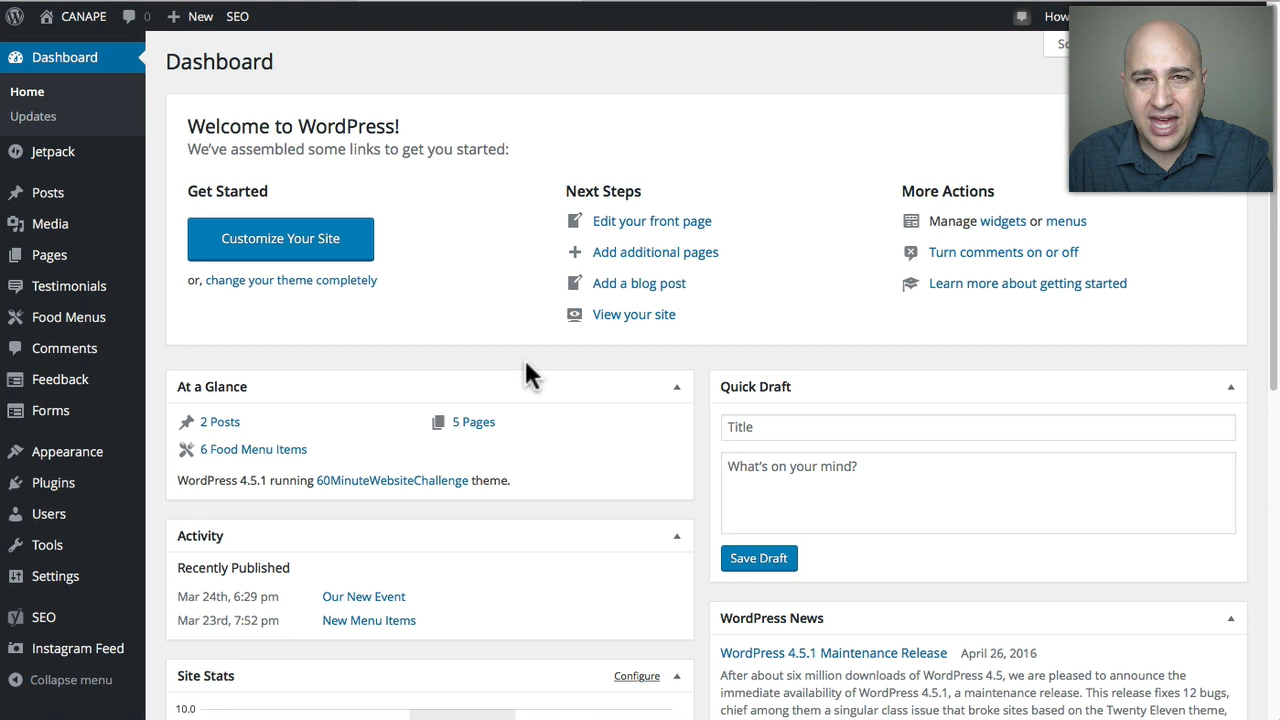 CANAPE 0 New SEO How
Dashboard
Home
Updates
Jetpack
Posts
Media
Pages
Testimonials
Food Menus
Comments
Feedback
Forms
Appearance
Plugins
Users
Tools
Settings
SEO
Instagram Feed
Collapse menu
Dashboard
Sc
Welcome to WordPress!
We've assembled some links to get you started:
Get Started
Customize Your Site
or, change your theme completely
Next Steps
Edit your front page
Add additional pages
Add a blog post
View your site
More Actions
Manage widgets or menus
Turn comments on or off
Learn more about getting started
At a Glance
2 Posts
5 Pages
6 Food Menu Items
WordPress 4.5.1 running 60MinuteWebsiteChallenge theme.
Activity
Recently Published
Mar 24th, 6:29 pm Our New Event
Mar 23rd, 7:52 pm New Menu Items
Site Stats Configure
10.0
Quick Draft
Title
What's on your mind?
Save Draft
WordPress News
WordPress 4.5.1 Maintenance Release April 26, 2016
After about six million downloads of WordPress 4.5, we are pleased to announce the
immediate availability of WordPress 4.5.1, a maintenance release. This release fixes 12 bugs,
chief among them a singular class issue that broke sites based on the Twenty Eleven theme,